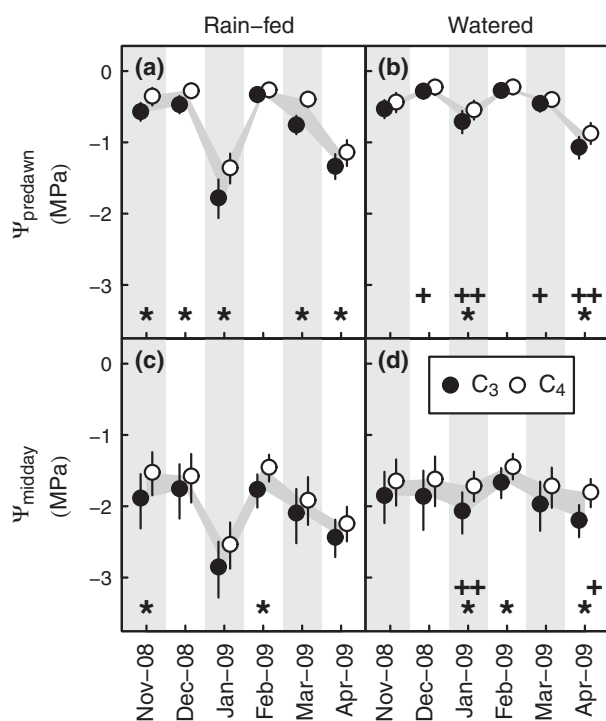 Rain–fed Watered
(a) (b)
0
−1
−2
−3
Ψpredawn
(MPa)
+ ++ + ++
* * * * * * *
(c) (d)
C3 C4
0
−1
−2
−3
Ψmidday
(MPa)
++ +
* * * * *
Nov–08 Dec–08 Jan–09 Feb–09 Mar–09 Apr–09 Nov–08 Dec–08 Jan–09 Feb–09 Mar–09 Apr–09